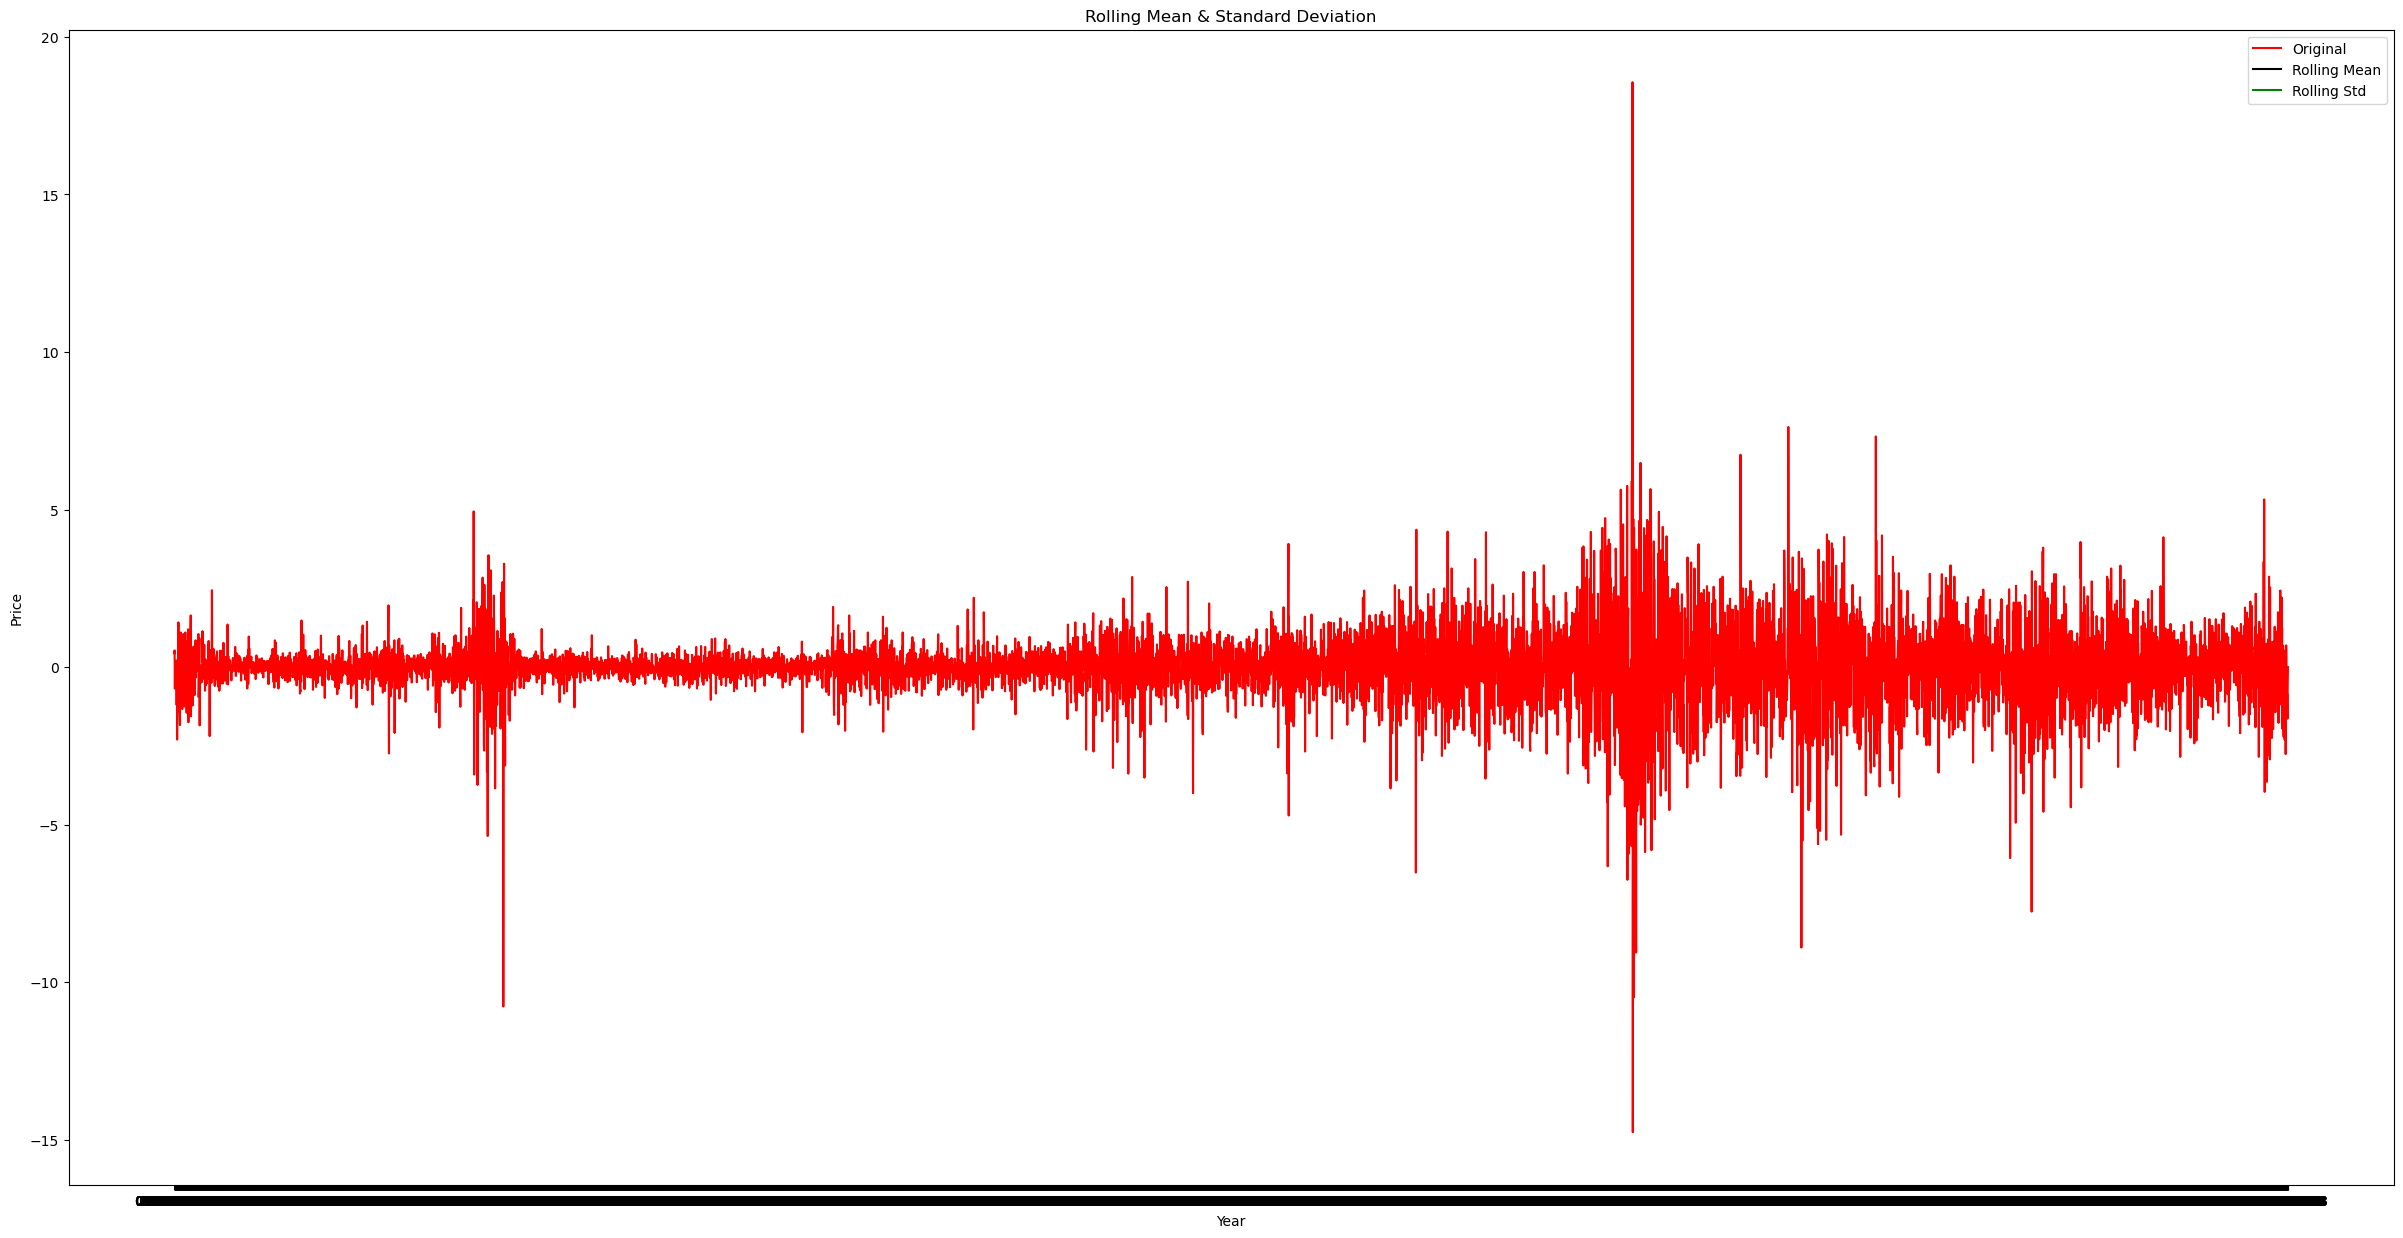 Rolling Mean & Standard Deviation
Original
Rolling Mean
Rolling Std
Price
20
15
10
5
0
−5
−10
−15
Year